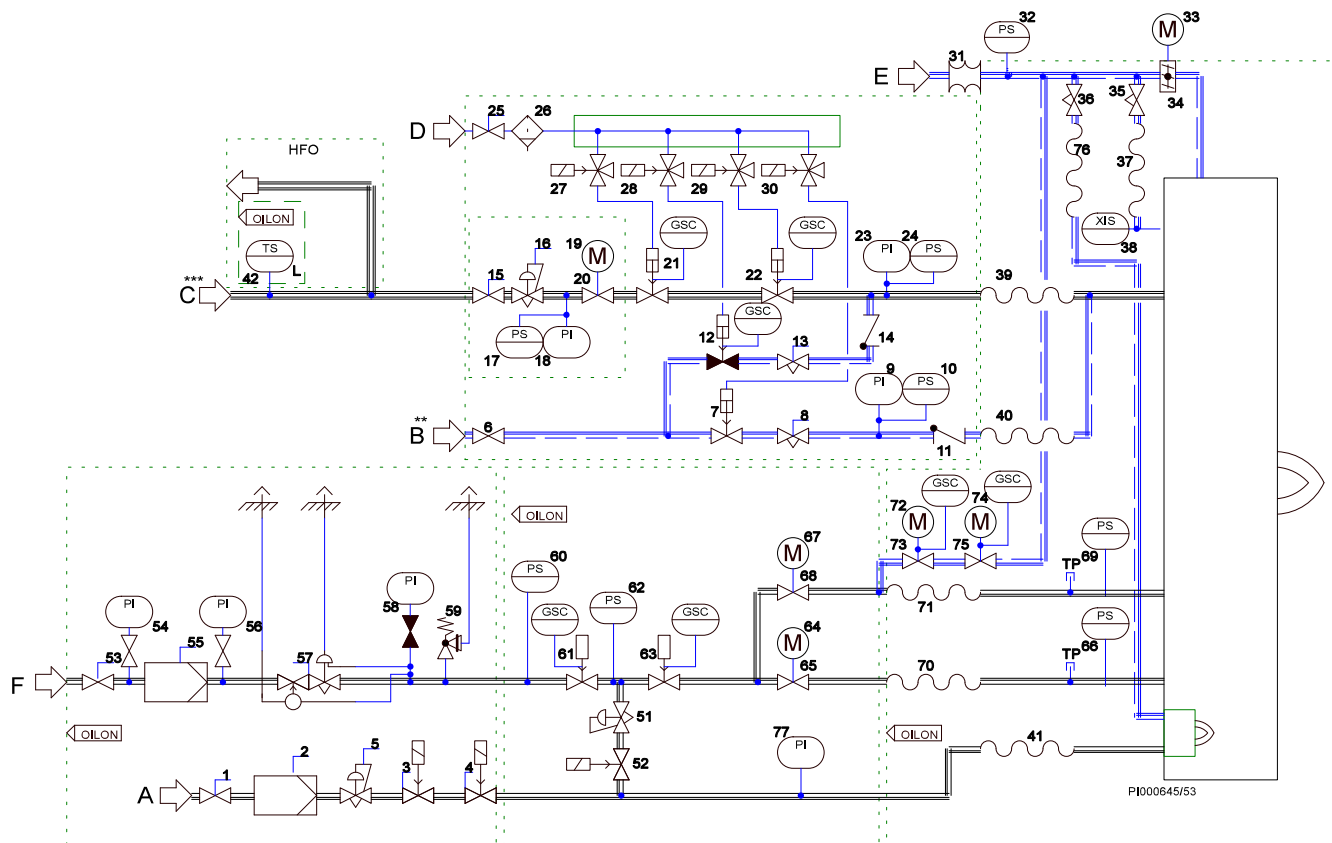 32
33
PS
M
31
E
34
36
35
25
26
D
76
37
HFO
27
28
29
30
OILON
XIS
38
GSC
GSC
TS
42
L
16
19
M
23
24
PI
PS
21
22
***
C
15
20
39
GSC
PS
PI
17
18
12
13
14
9
10
PI
PS
7
**
B
6
8
11
40
GSC
GSC
72
74
M
M
OILON
67
M
PS
73
75
69
60
PS
62
PS
68
TP
PI
PI
PI
58
59
GSC
GSC
71
54
56
64
M
PS
66
53
55
57
61
63
65
TP
F
70
51
OILON
OILON
77
PI
41
2
5
52
1
3
4
A
PI000645/53